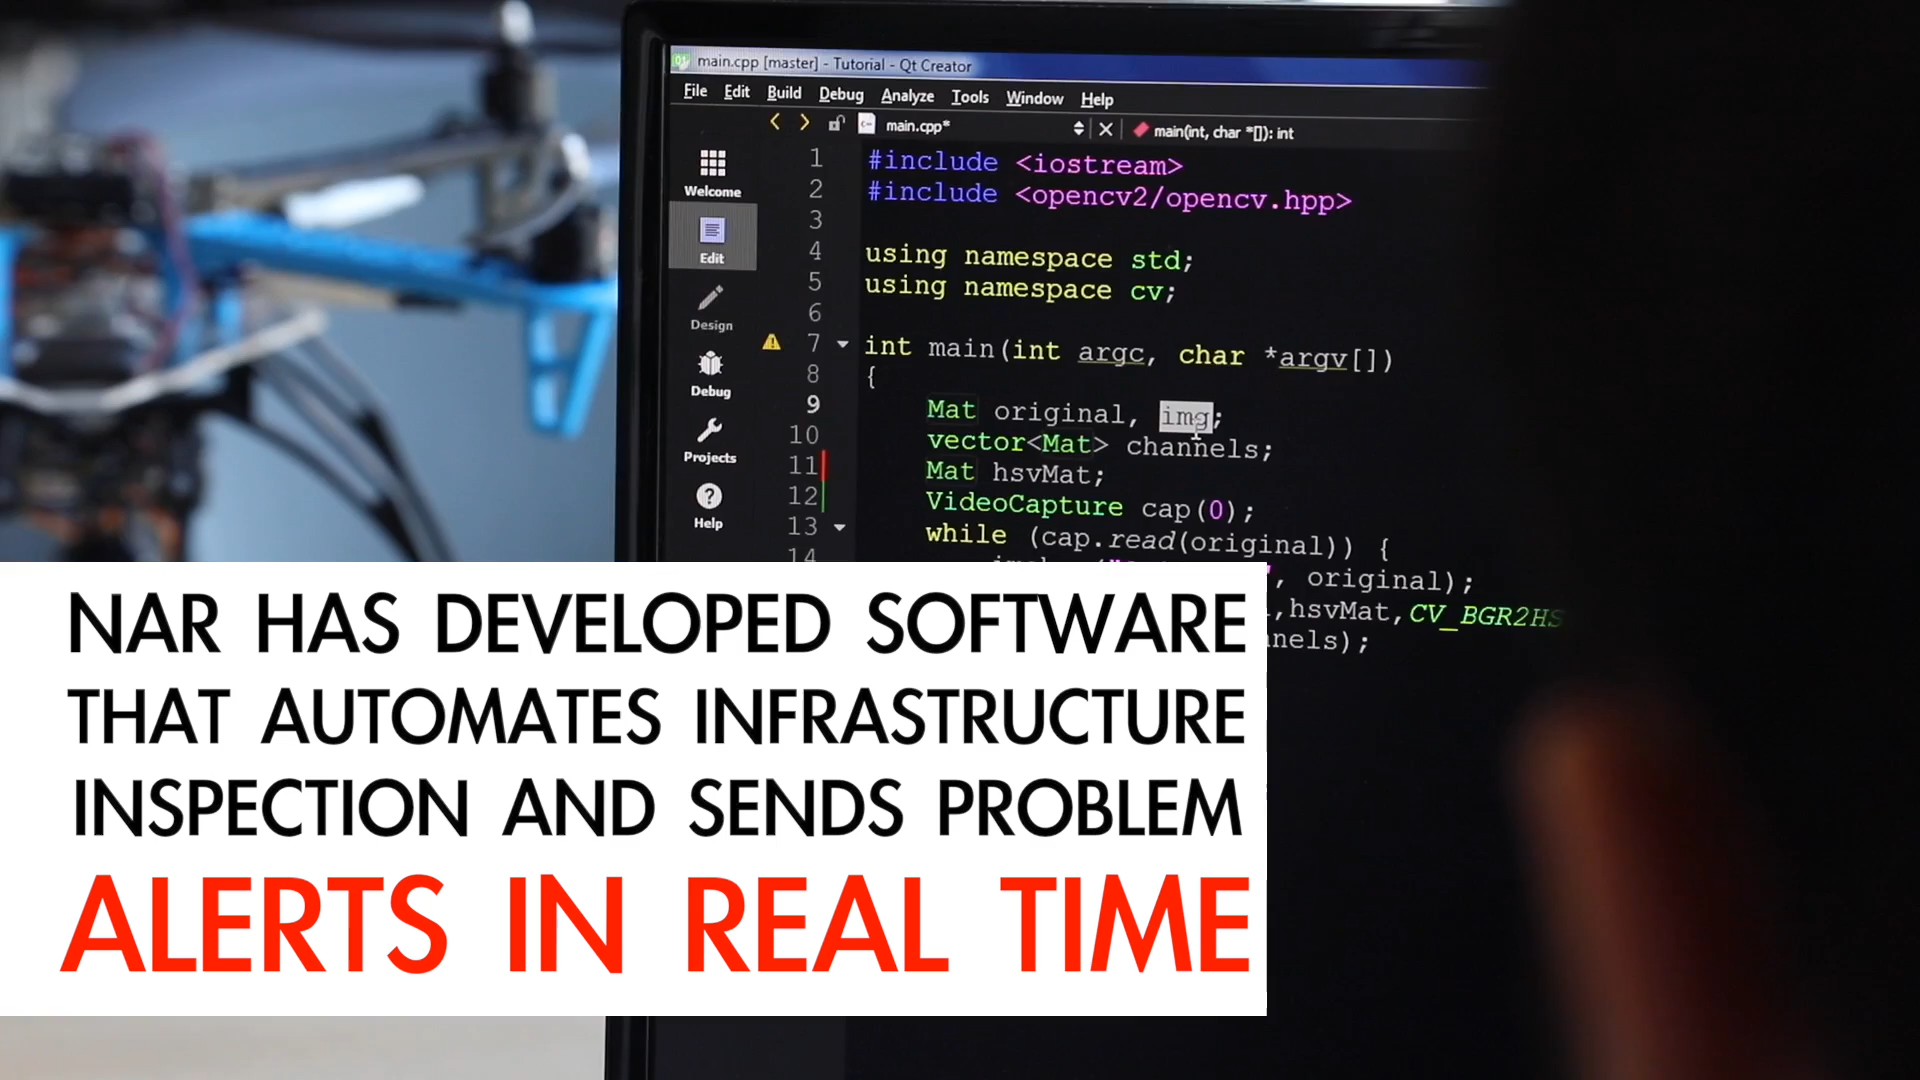 main.cpp [master] - Tutorial - Qt Creator
File Edit Build Debug Analyze Tools Window Help
main.cpp* main(int, char *[]): int
Welcome
Edit
Design
Debug
Projects
Help
1 #include <iostream>
2 #include <opencv2/opencv.hpp>
3
4 using namespace std;
5 using namespace cv;
6
7 int main(int argc, char *argv[])
8 {
9 Mat original, img;
10 vector<Mat> channels;
11 Mat hsvMat;
12 VideoCapture cap(0);
13 while (cap.read(original)) {
14 , original);
,hsvMat,CV_BGR2HS
nels);
NAR HAS DEVELOPED SOFTWARE
THAT AUTOMATES INFRASTRUCTURE
INSPECTION AND SENDS PROBLEM
ALERTS IN REAL TIME